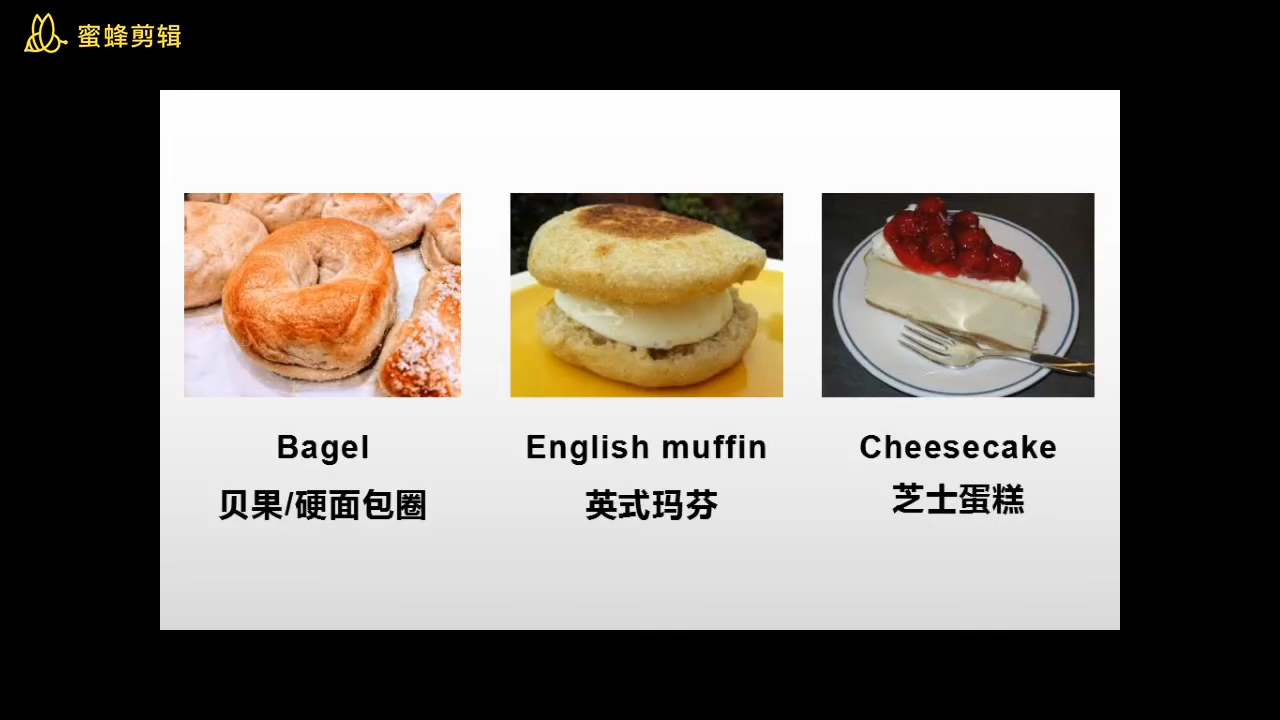 蜜蜂剪辑
Bagel
English muffin
Cheesecake
贝果/硬面包圈
英式玛芬
芝士蛋糕